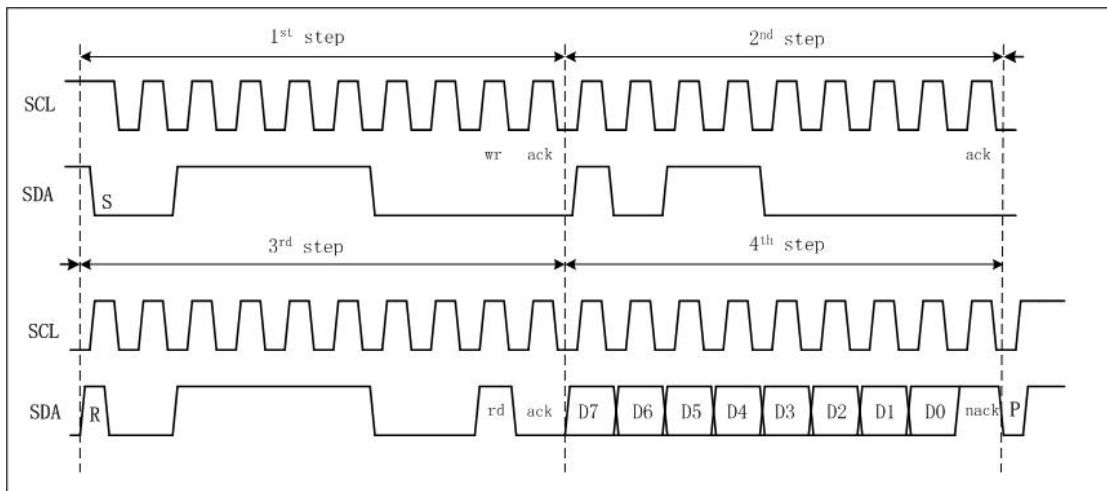 1st step 2nd step
SCL
wr ack ack
SDA S
3rd step 4th step
SCL
SDA R rd ack D7 D6 D5 D4 D3 D2 D1 D0 nack P